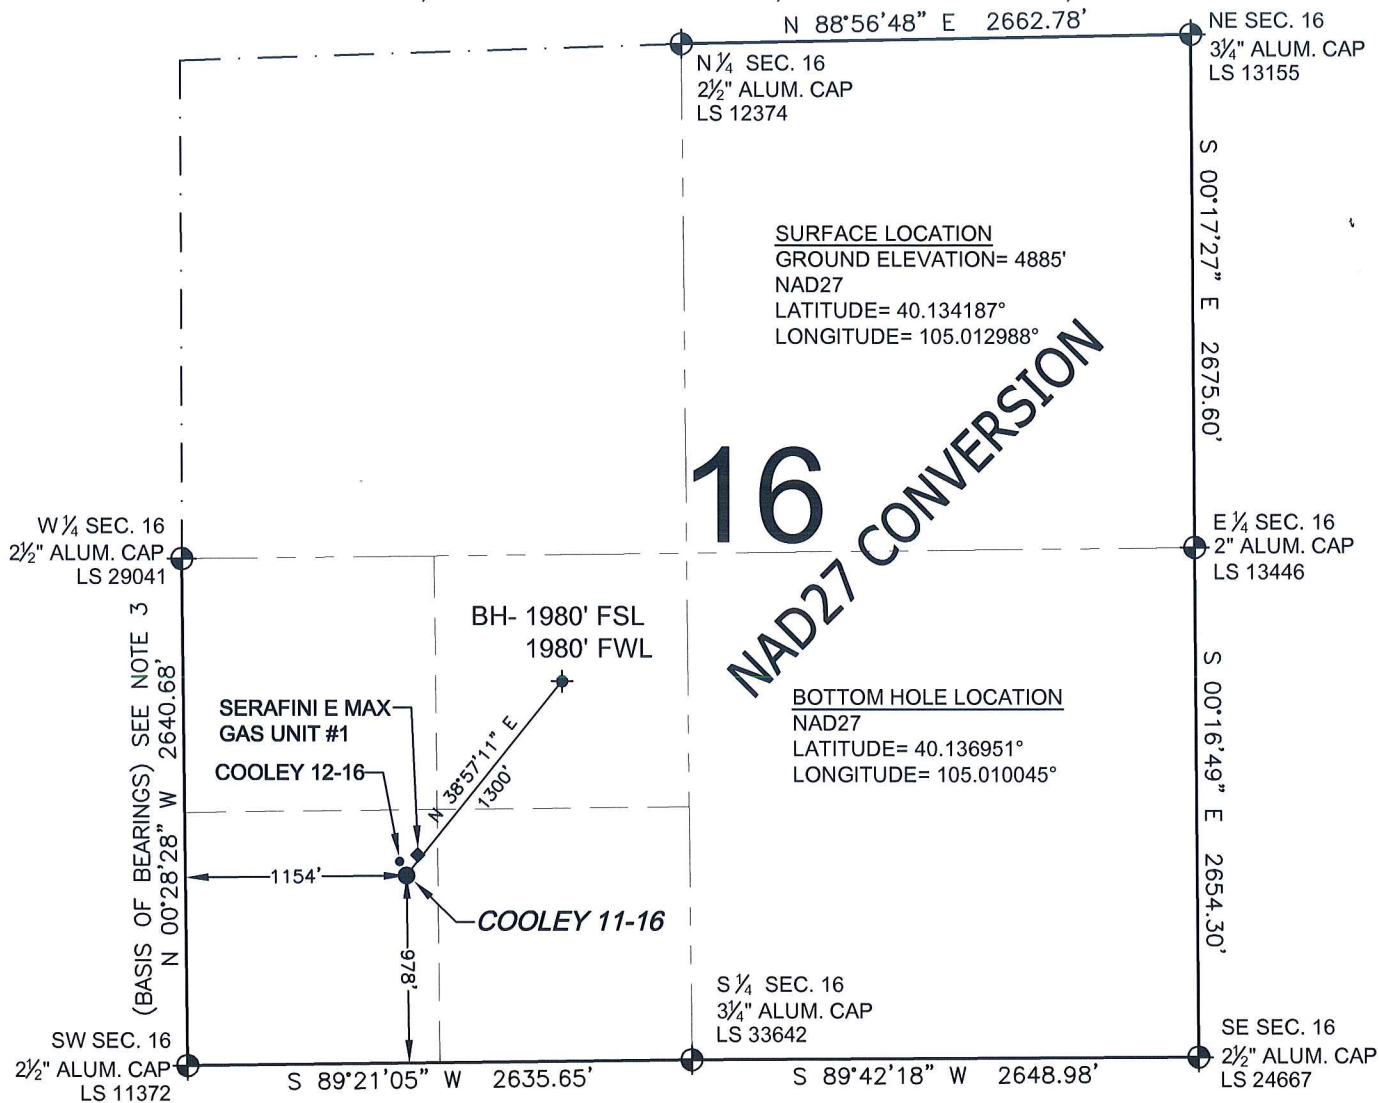 N 88°56'48" E 2662.78'
NE SEC. 16
3¼" ALUM. CAP
LS 13155
N ¼ SEC. 16
2½" ALUM. CAP
LS 12374
S 00°17'27" E 2675.60'
SURFACE LOCATION
GROUND ELEVATION= 4885'
NAD27
LATITUDE= 40.134187°
LONGITUDE= 105.012988°
NAD27 CONVERSION
16
W ¼ SEC. 16
2½" ALUM. CAP
LS 29041
E ¼ SEC. 16
2" ALUM. CAP
LS 13446
(BASIS OF BEARINGS) SEE NOTE 3
N 00°28'28" W 2640.68'
BH- 1980' FSL
1980' FWL
SERAFINI E MAX
GAS UNIT #1
COOLEY 12-16
N 38°57'11" E
1300'
BOTTOM HOLE LOCATION
NAD27
LATITUDE= 40.136951°
LONGITUDE= 105.010045°
S 00°16'49" E 2654.30'
1154'
COOLEY 11-16
978'
S ¼ SEC. 16
3¼" ALUM. CAP
LS 33642
SW SEC. 16
2½" ALUM. CAP
LS 11372
S 89°21'05" W 2635.65'
S 89°42'18" W 2648.98'
SE SEC. 16
2½" ALUM. CAP
LS 24667